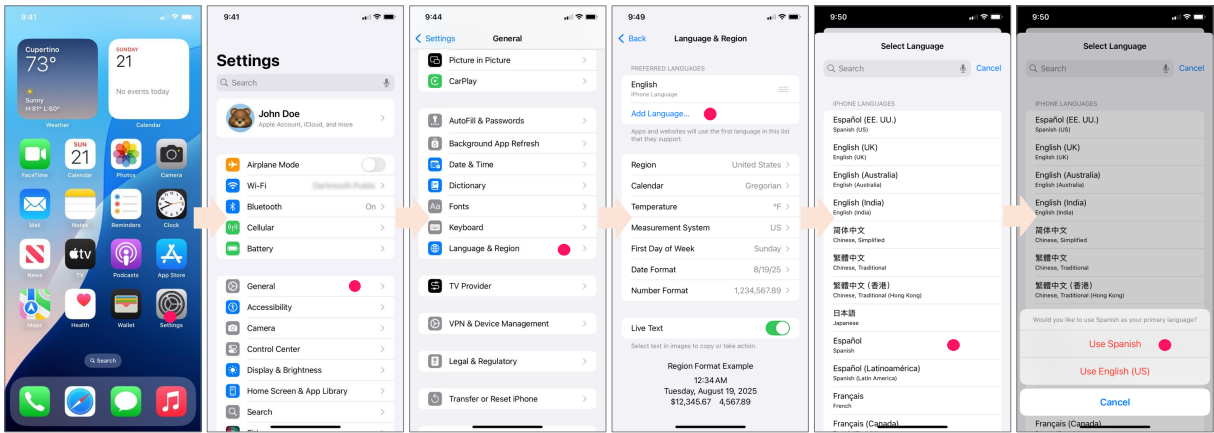 9:41
Cupertino
73°
Sunny
H:81° L:60°
Weather
SUNDAY
21
No events today
Calendar
FaceTime
SUN
21
Calendar
Photos
Camera
Mail
Notes
Reminders
Clock
News
tv
TV
Podcasts
App Store
Maps
Health
Wallet
Settings
Search
9:41
Settings
Search
John Doe
Apple Account, iCloud, and more
Airplane Mode
Wi-Fi
Bluetooth On
Cellular
Battery
General
Accessibility
Camera
Control Center
Display & Brightness
Home Screen & App Library
Search
9:44
Settings General
Picture in Picture
CarPlay
AutoFill & Passwords
Background App Refresh
Date & Time
Dictionary
Aa Fonts
Keyboard
Language & Region
TV Provider
VPN & Device Management
Legal & Regulatory
Transfer or Reset iPhone
9:49
Back Language & Region
PREFERRED LANGUAGES
English
iPhone Language
Add Language...
Apps and websites will use the first language in this list
that they support.
Region United States
Calendar Gregorian
Temperature °F
Measurement System US
First Day of Week Sunday
Date Format 8/19/25
Number Format 1,234,567.89
Live Text
Select text in images to copy or take action.
Region Format Example
12:34 AM
Tuesday, August 19, 2025
$12,345.67 4,567.89
9:50
Select Language
Search Cancel
IPHONE LANGUAGES
Español (EE. UU.)
Spanish (US)
English (UK)
English (UK)
English (Australia)
English (Australia)
English (India)
English (India)
简体中文
Chinese, Simplified
繁體中文
Chinese, Traditional
繁體中文 (香港)
Chinese, Traditional (Hong Kong)
日本語
Japanese
Español
Spanish
Español (Latinoamérica)
Spanish (Latin America)
Français
French
Français (Canada)
9:50
Select Language
Search Cancel
IPHONE LANGUAGES
Español (EE. UU.)
Spanish (US)
English (UK)
English (UK)
English (Australia)
English (Australia)
English (India)
English (India)
简体中文
Chinese, Simplified
繁體中文
Chinese, Traditional
繁體中文 (香港)
Chinese, Traditional (Hong Kong)
日本語
Would you like to use Spanish as your primary language?
Use Spanish
Use English (US)
Cancel
Français (Canada)